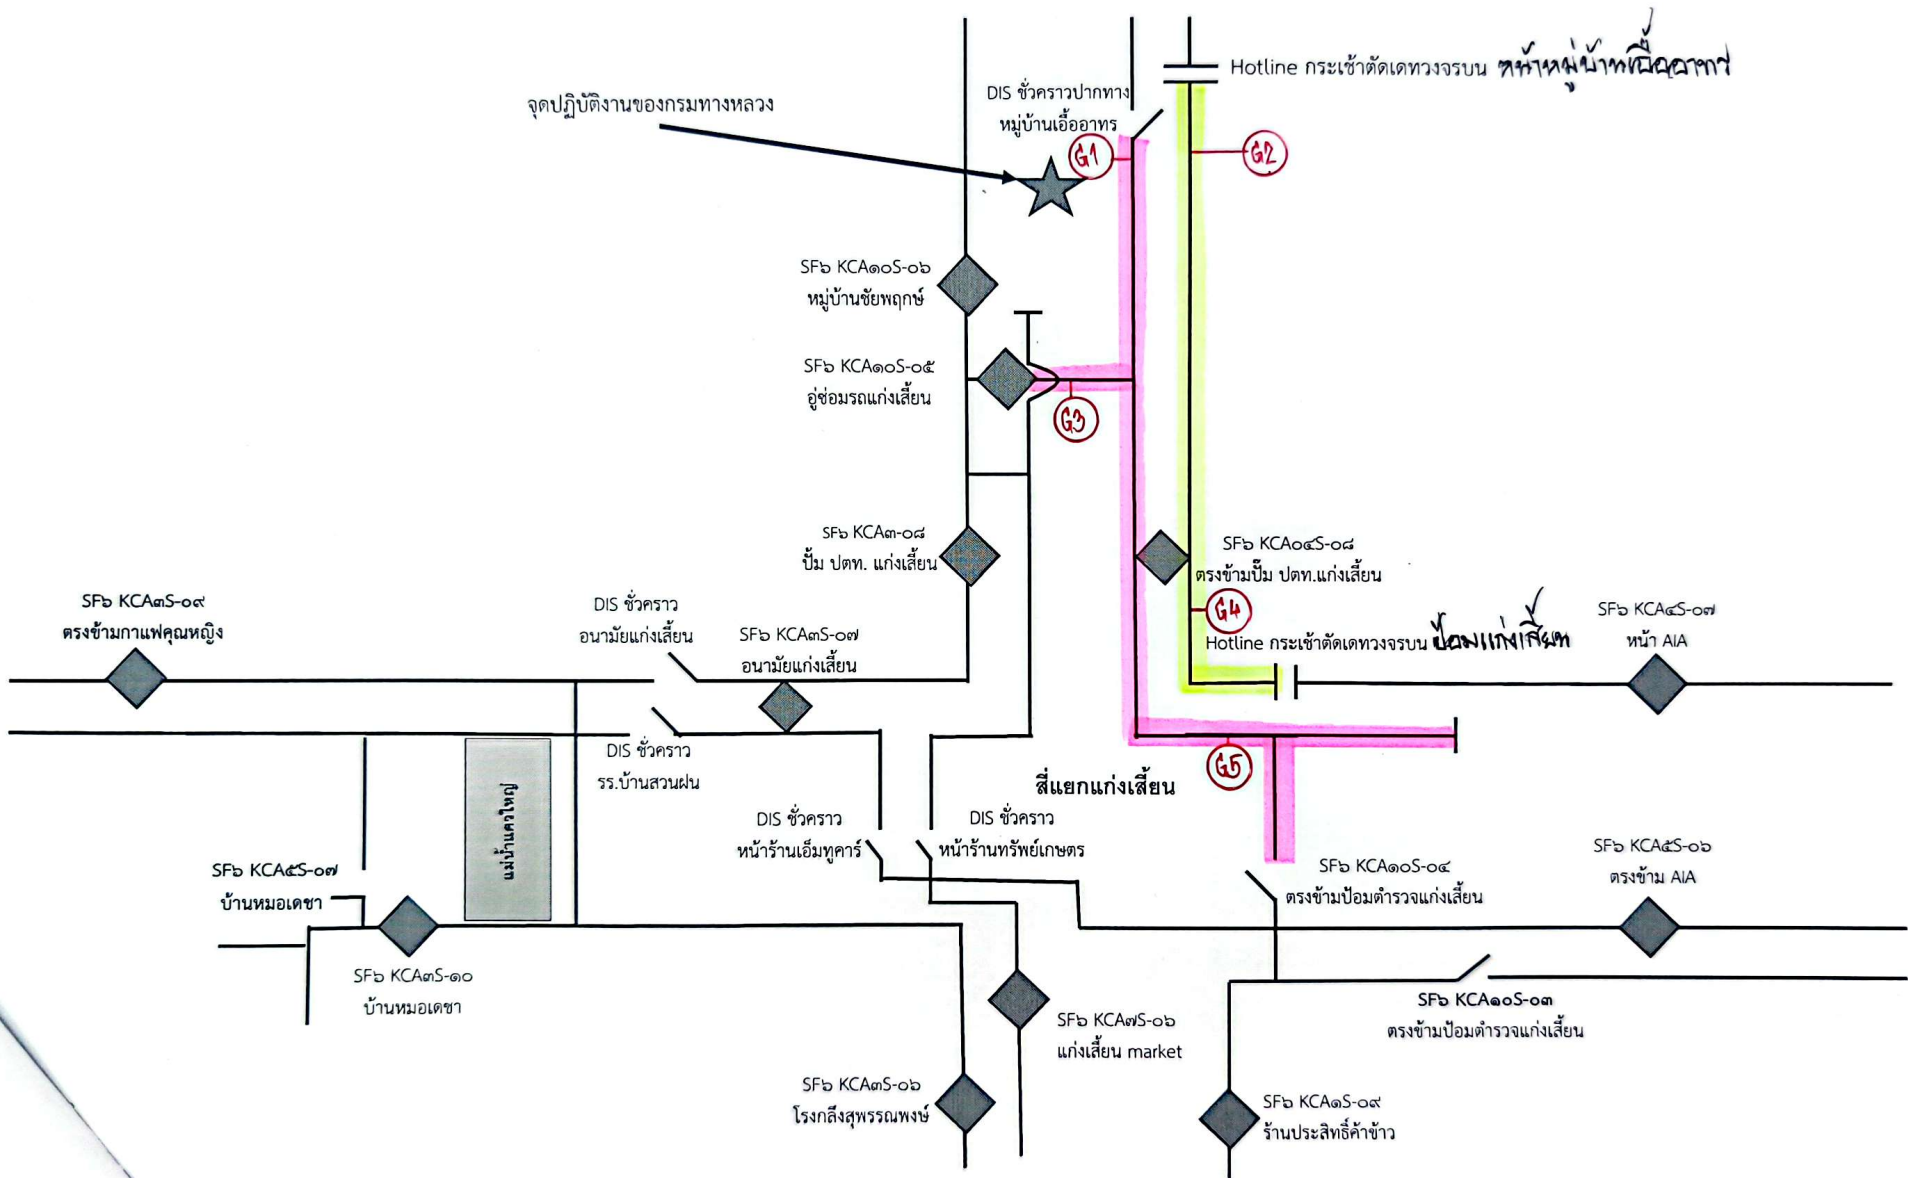 Hotline กระเช้าตัดเดทวงจรบน หน้าหมู่บ้านเอื้ออาทร
จุดปฏิบัติงานของกรมทางหลวง
DIS ชั่วคราวปากทาง
หมู่บ้านเอื้ออาทร
G1
G2
SF๖ KCA๑๐S-๐๖
หมู่บ้านชัยพฤกษ์
SF๖ KCA๑๐S-๐๕
อู่ซ่อมรถแก่งเสี้ยน
G3
SF๖ KCA๓-๐๘
ปั้ม ปตท. แก่งเสี้ยน
SF๖ KCA๐๔S-๐๘
ตรงข้ามปั๊ม ปตท.แก่งเสี้ยน
G4
Hotline กระเช้าตัดเดทวงจรบน ป้อมแก่งเสี้ยน
SF๖ KCA๔S-๐๗
หน้า AIA
SF๖ KCA๓S-๐๙
ตรงข้ามกาแฟคุณหญิง
DIS ชั่วคราว
อนามัยแก่งเสี้ยน
SF๖ KCA๓S-๐๗
อนามัยแก่งเสี้ยน
DIS ชั่วคราว
รร.บ้านสวนฝน
แม่น้ำแควใหญ่
G5
สี่แยกแก่งเสี้ยน
DIS ชั่วคราว
หน้าร้านเอ็มทูคาร์
DIS ชั่วคราว
หน้าร้านทรัพย์เกษตร
SF๖ KCA๕S-๐๗
บ้านหมอเดชา
SF๖ KCA๑๐S-๐๔
ตรงข้ามป้อมตำรวจแก่งเสี้ยน
SF๖ KCA๕S-๐๖
ตรงข้าม AIA
SF๖ KCA๓S-๑๐
บ้านหมอเดชา
SF๖ KCA๑๐S-๐๓
ตรงข้ามป้อมตำรวจแก่งเสี้ยน
SF๖ KCA๗S-๐๖
แก่งเสี้ยน market
SF๖ KCA๓S-๐๖
โรงกลึงสุพรรณพงษ์
SF๖ KCA๑S-๐๙
ร้านประสิทธิ์ค้าข้าว